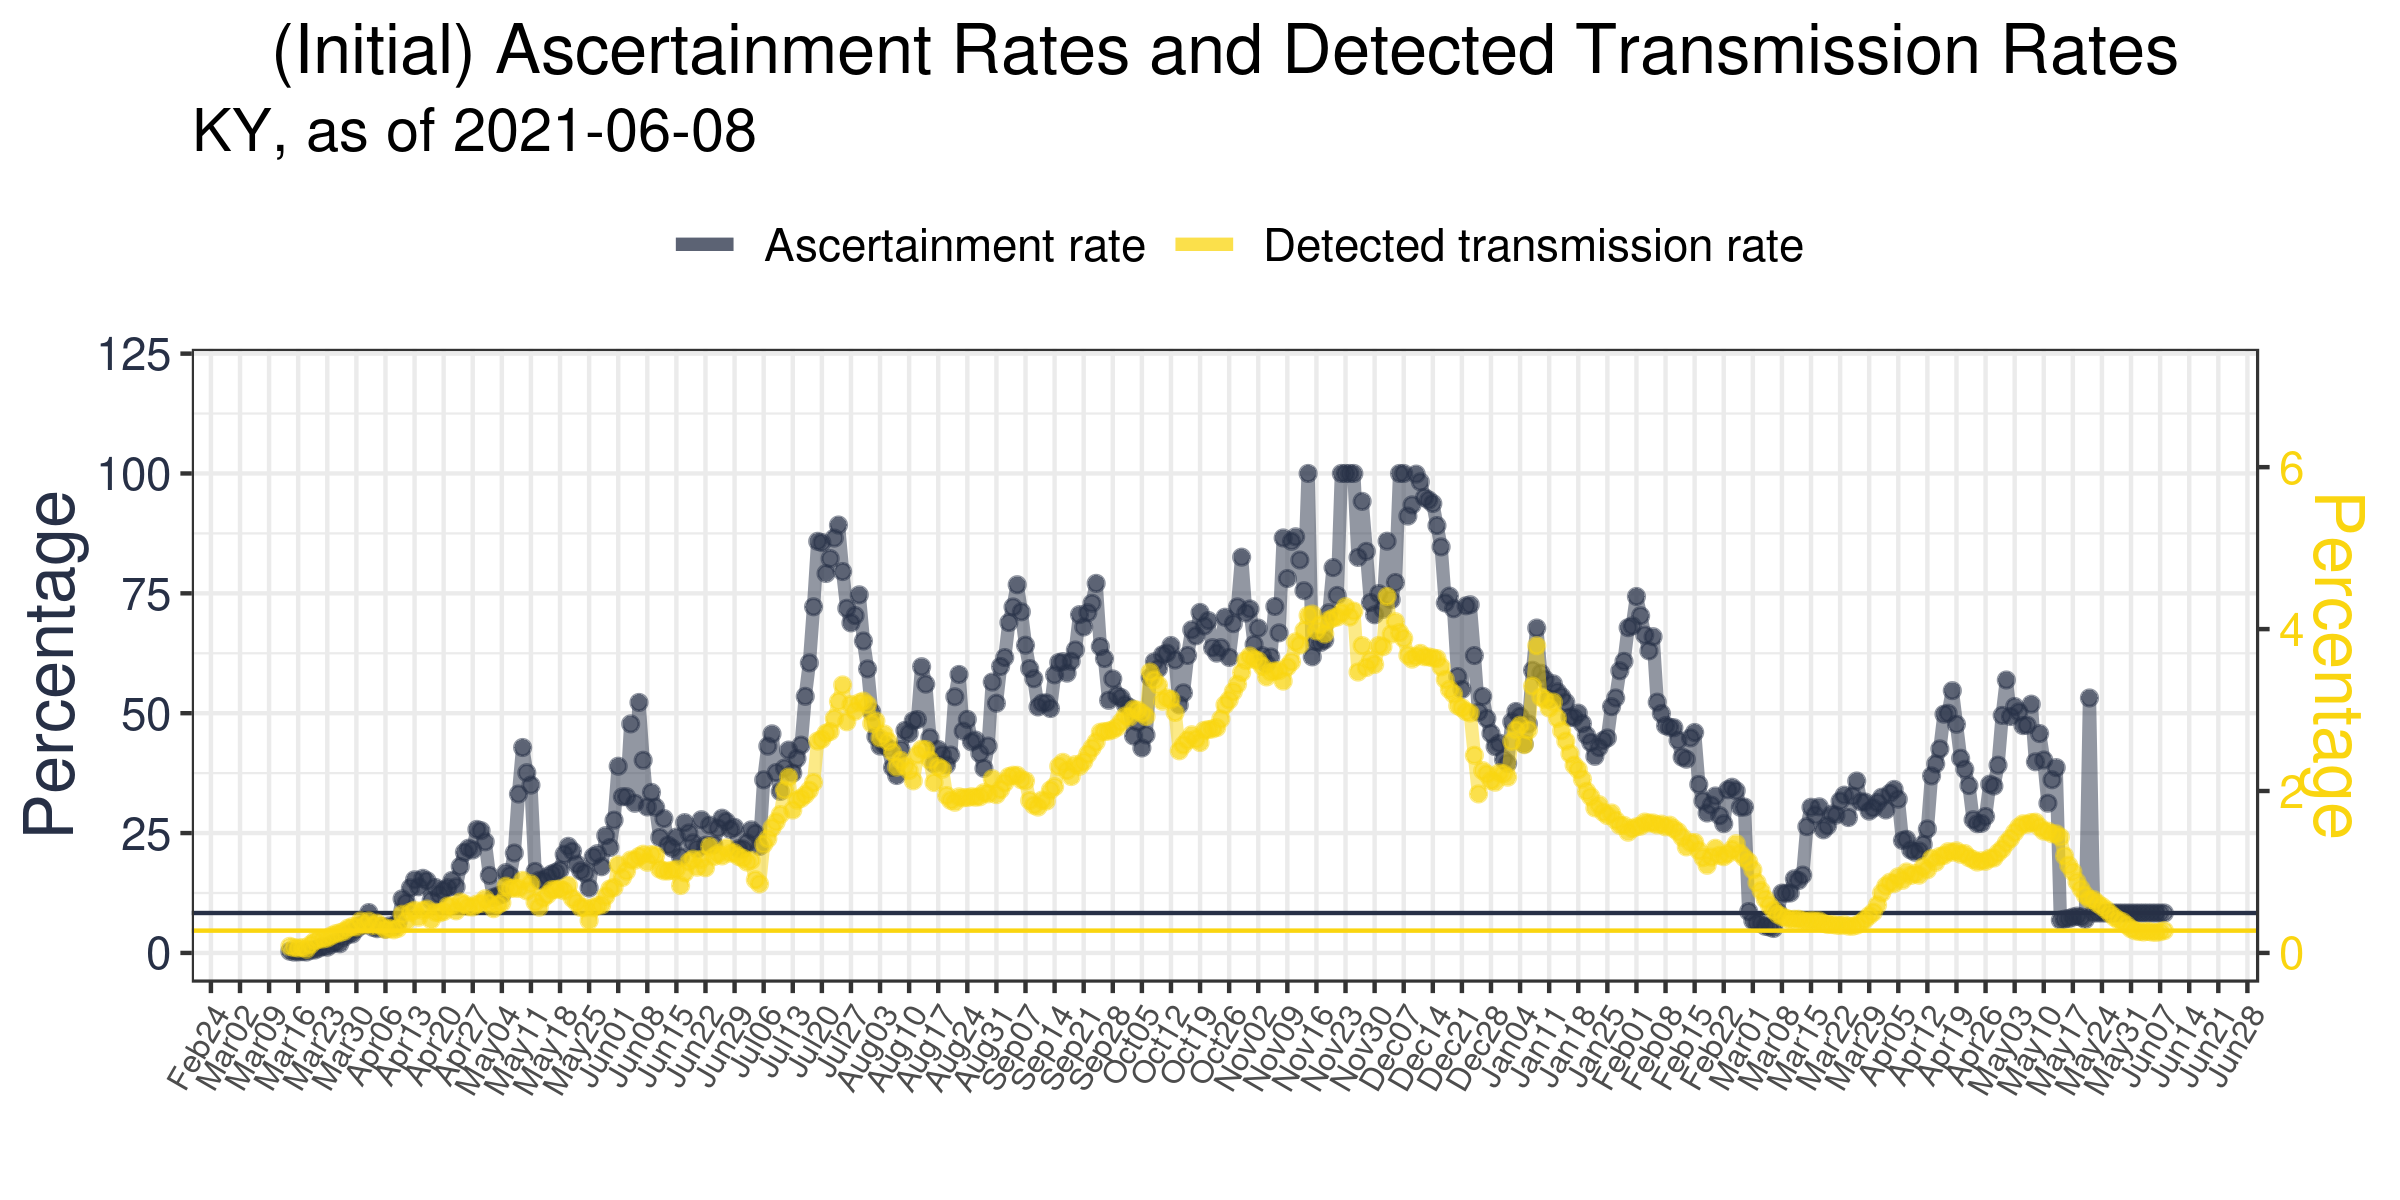 (Initial) Ascertainment Rates and Detected Transmission Rates
KY, as of 2021-06-08
Ascertainment rate
Detected transmission rate
Percentage
125
100
75
50
25
0
6
4
2
0
Percentage
Feb24
Mar02
Mar09
Mar16
Mar23
Mar30
Apr06
Apr13
Apr20
Apr27
May04
May11
May18
May25
Jun01
Jun08
Jun15
Jun22
Jun29
Jul06
Jul13
Jul20
Jul27
Aug03
Aug10
Aug17
Aug24
Aug31
Sep07
Sep14
Sep21
Sep28
Oct05
Oct12
Oct19
Oct26
Nov02
Nov09
Nov16
Nov23
Nov30
Dec07
Dec14
Dec21
Dec28
Jan04
Jan11
Jan18
Jan25
Feb01
Feb08
Feb15
Feb22
Mar01
Mar08
Mar15
Mar22
Mar29
Apr05
Apr12
Apr19
Apr26
May03
May10
May17
May24
May31
Jun07
Jun14
Jun21
Jun28